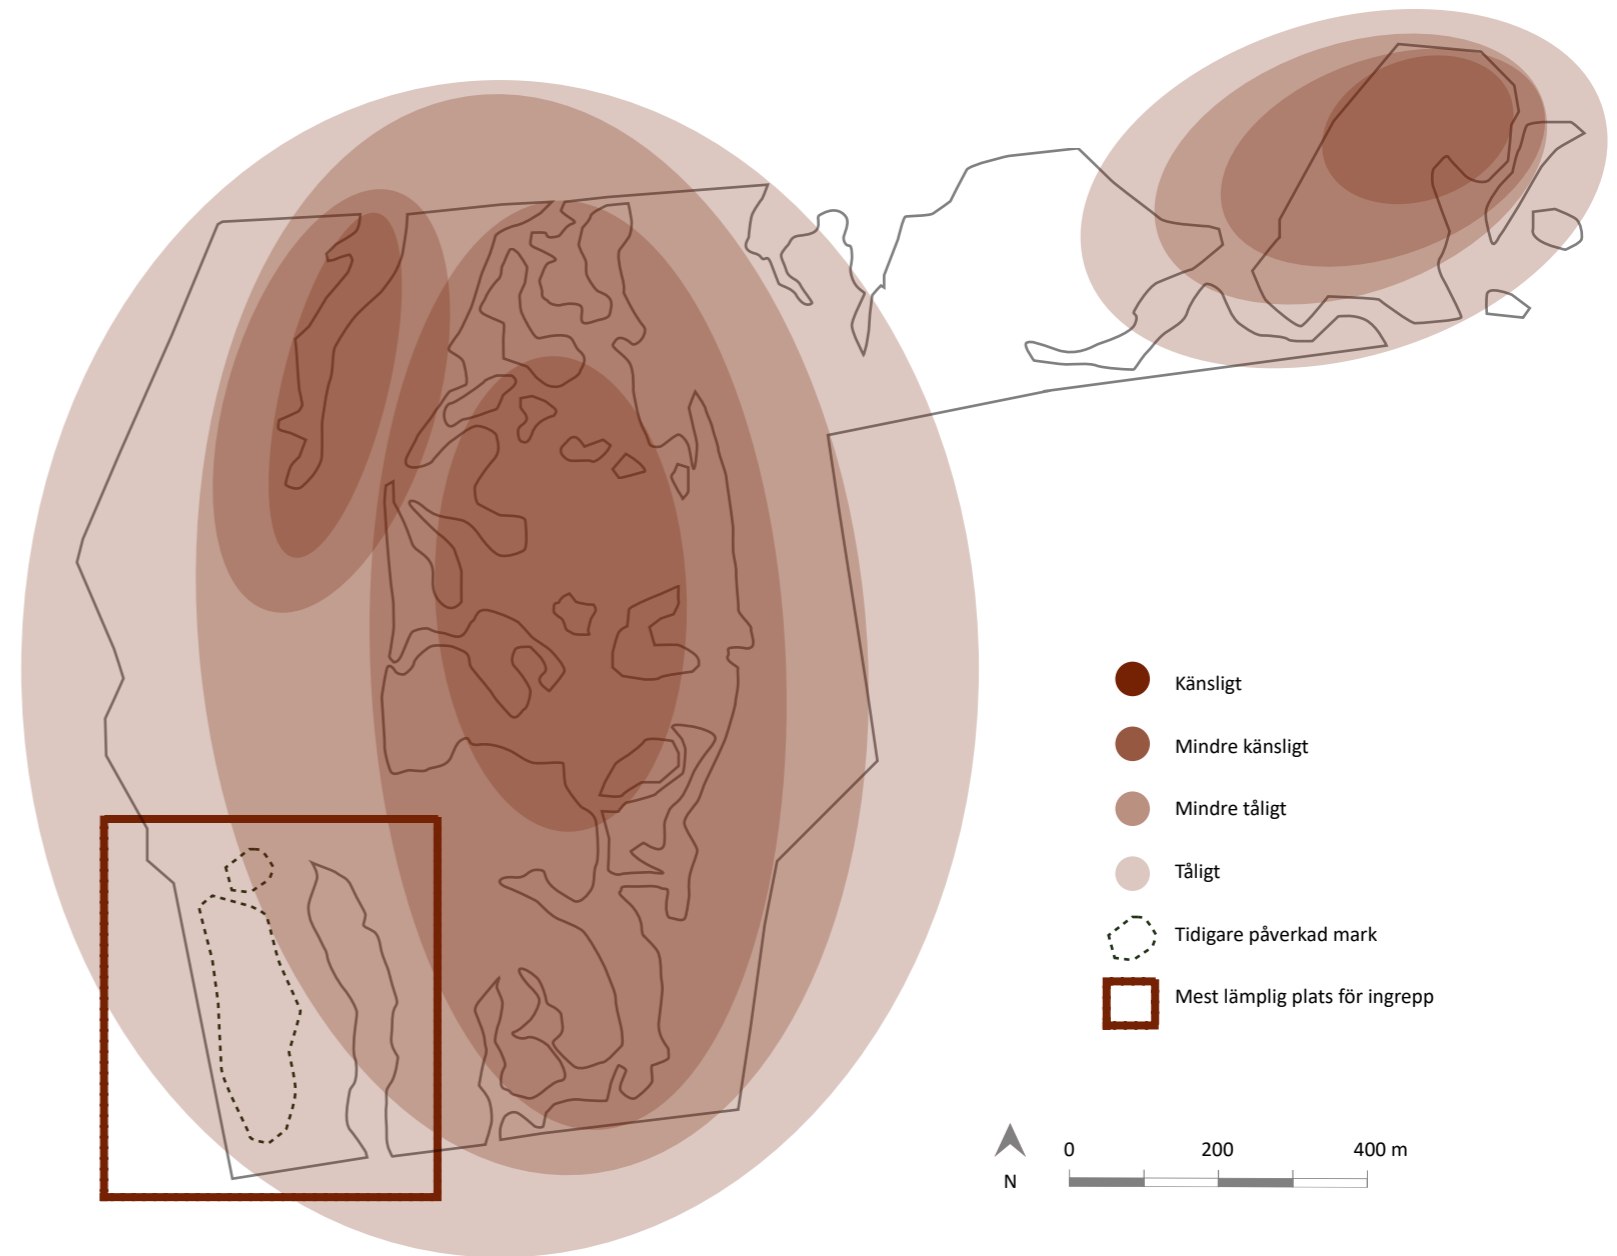 Känsligt
Mindre känsligt
Mindre tåligt
Tåligt
Tidigare påverkad mark
Mest lämplig plats för ingrepp
N
0 200 400 m